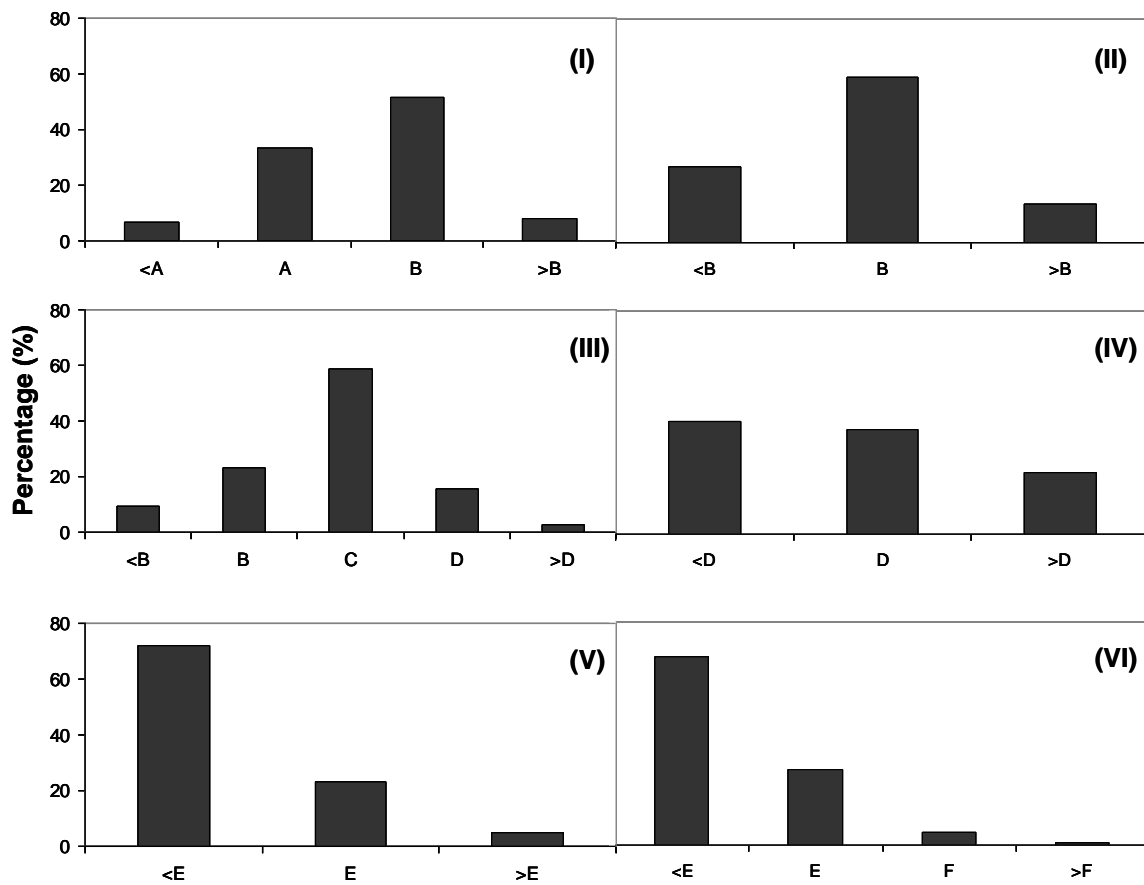 80
60
40
20
0
(I)
(II)
<A A B >B
<B B >B
Percentage (%)
80
60
40
20
0
(III)
(IV)
<B B C D >D
<D D >D
80
60
40
20
0
(V)
(VI)
<E E >E
<E E F >F